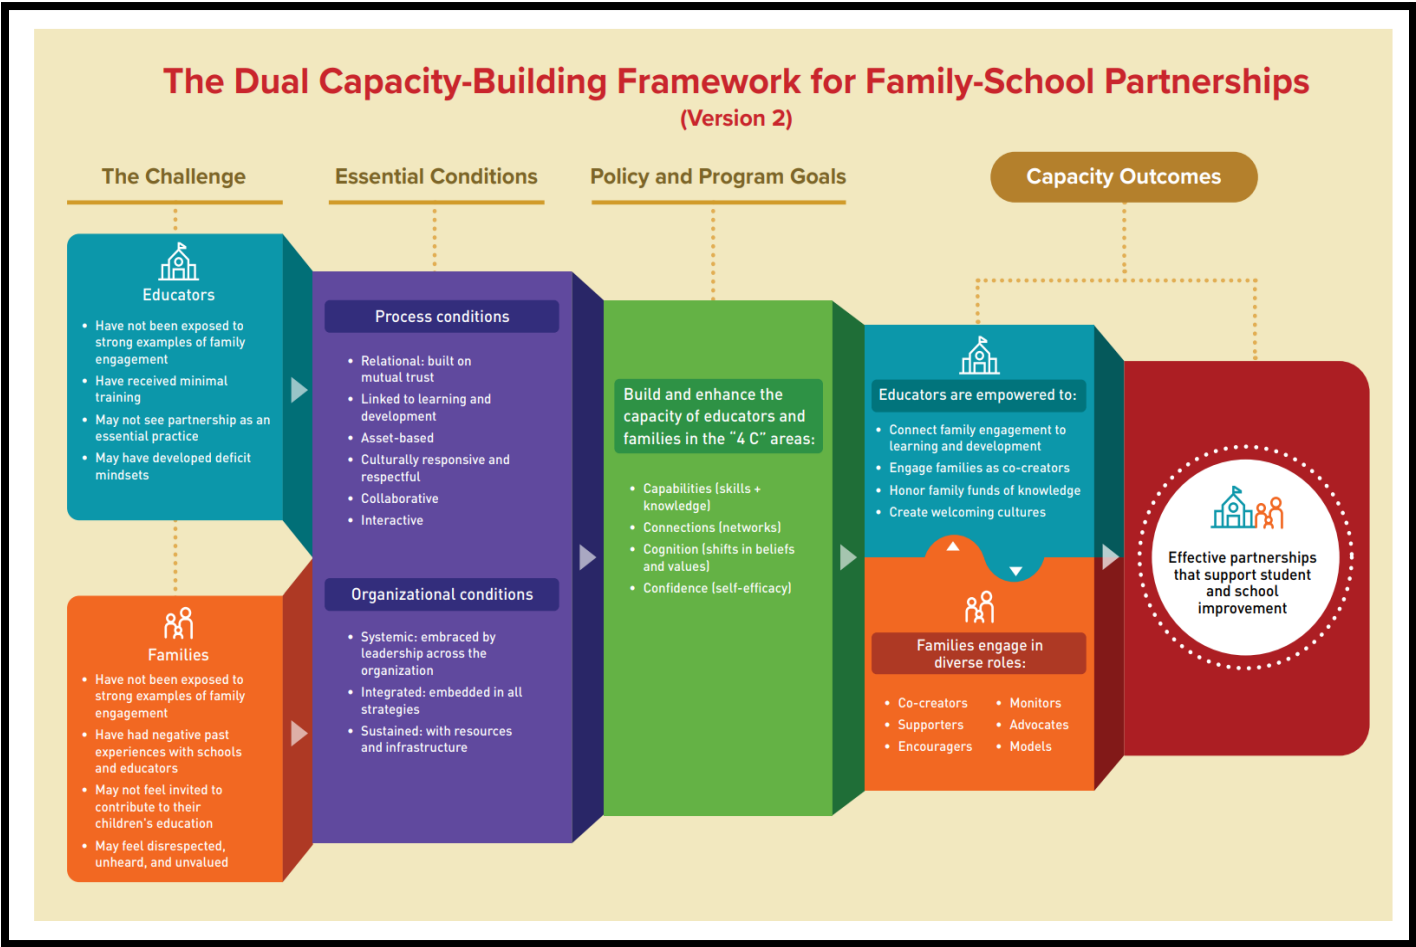 The Dual Capacity-Building Framework for Family-School Partnerships
(Version 2)
The Challenge
Educators
• Have not been exposed to
strong examples of family
engagement
• Have received minimal
training
• May not see partnership as an
essential practice
• May have developed deficit
mindsets
Families
• Have not been exposed to
strong examples of family
engagement
• Have had negative past
experiences with schools
and educators
• May not feel invited to
contribute to their
children's education
• May feel disrespected,
unheard, and unvalued
Essential Conditions
Process conditions
• Relational: built on
mutual trust
• Linked to learning and
development
• Asset-based
• Culturally responsive and
respectful
• Collaborative
• Interactive
Organizational conditions
• Systemic: embraced by
leadership across the
organization
• Integrated: embedded in all
strategies
• Sustained: with resources
and infrastructure
Policy and Program Goals
Build and enhance the
capacity of educators and
families in the “4 C” areas:
• Capabilities (skills +
knowledge)
• Connections (networks)
• Cognition (shifts in beliefs
and values)
• Confidence (self-efficacy)
Capacity Outcomes
Educators are empowered to:
• Connect family engagement to
learning and development
• Engage families as co-creators
• Honor family funds of knowledge
• Create welcoming cultures
Families engage in
diverse roles:
• Co-creators
• Supporters
• Encouragers
• Monitors
• Advocates
• Models
Effective partnerships
that support student
and school
improvement